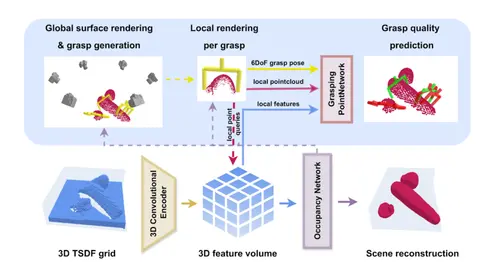 Global surface rendering
& grasp generation
Local rendering
per grasp
Grasp quality
prediction
6DoF grasp pose
local pointcloud
local features
Grasping
PointNetwork
local point
queries
3D Convolutional
Encoder
Occupancy Network
3D TSDF grid
3D feature volume
Scene reconstruction